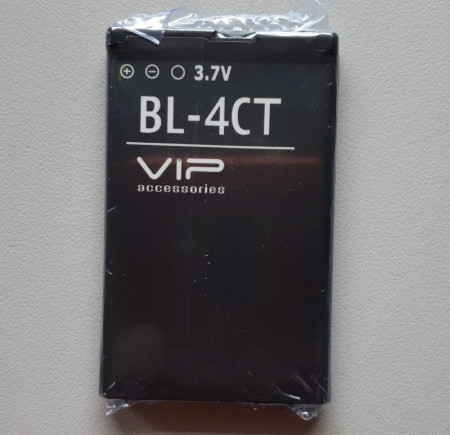 ⊕ ⊖ ○ 3.7V
BL-4CT
VIP
accessories